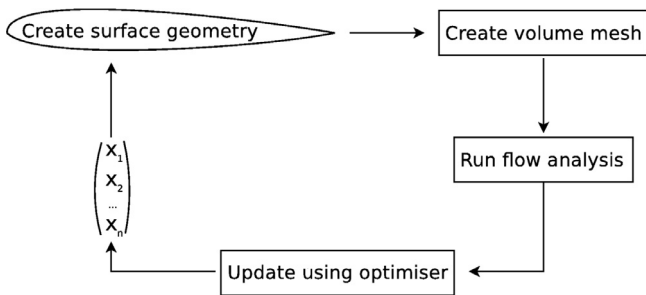 Create surface geometry
Create volume mesh
Run flow analysis
Update using optimiser
x₁
x₂
...
xₙ